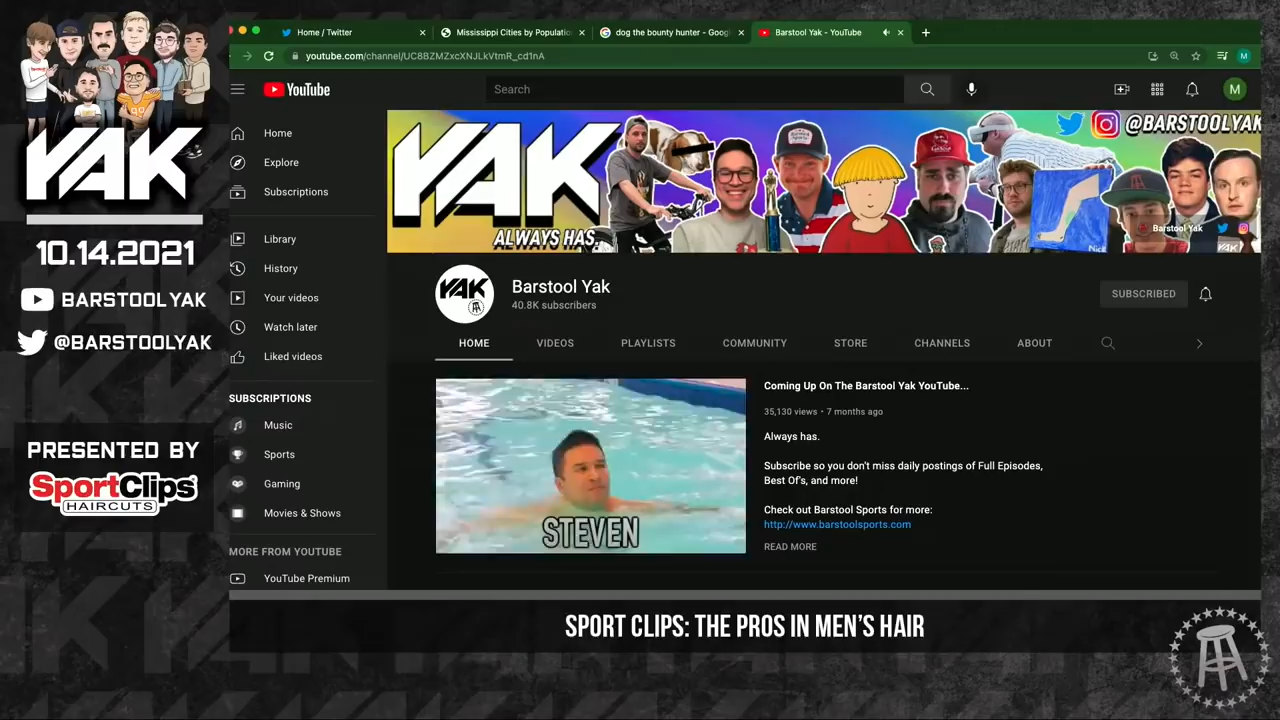 YAK
10.14.2021
BARSTOOL YAK
@BARSTOOLYAK
PRESENTED BY
SportClips
HAIRCUTS
Home / Twitter
Mississippi Cities by Populatio
dog the bounty hunter - Goog
Barstool Yak - YouTube
youtube.com/channel/UC8BZMZxcXNJLkVtmR_cd1nA
M
YouTube
Search
M
Home
Explore
Subscriptions
Library
History
Your videos
Watch later
Liked videos
SUBSCRIPTIONS
Music
Sports
Gaming
Movies & Shows
MORE FROM YOUTUBE
YouTube Premium
YAK
ALWAYS HAS.
@BARSTOOLYAK
Nice
Barstool Yak
YAK
YAK
Barstool Yak
40.8K subscribers
SUBSCRIBED
HOME
VIDEOS
PLAYLISTS
COMMUNITY
STORE
CHANNELS
ABOUT
STEVEN
Coming Up On The Barstool Yak YouTube...
35,130 views • 7 months ago
Always has.
Subscribe so you don't miss daily postings of Full Episodes,
Best Of's, and more!
Check out Barstool Sports for more:
http://www.barstoolsports.com
READ MORE
SPORT CLIPS: THE PROS IN MEN'S HAIR